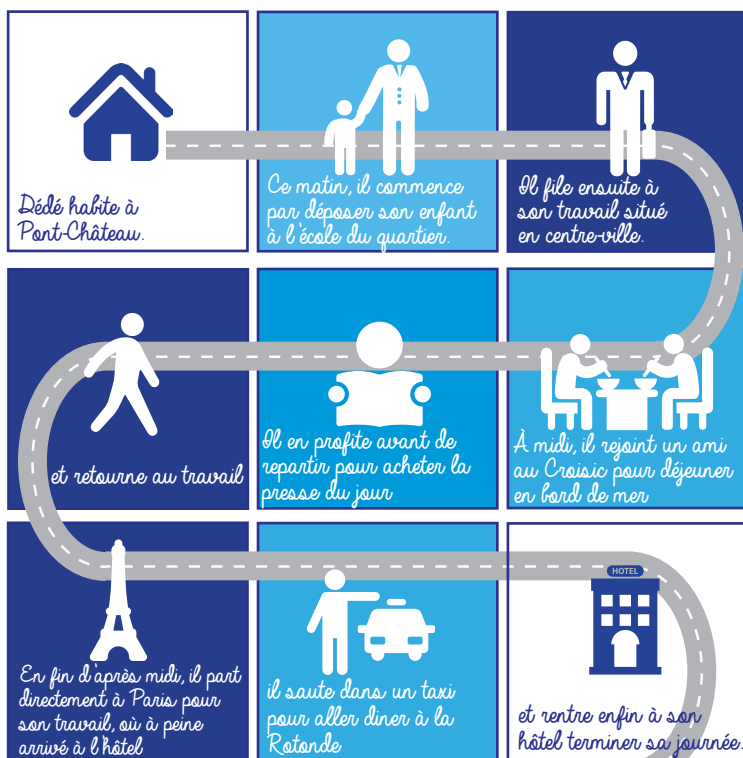 Dédé habite à
Pont-Château.
Ce matin, il commence
par déposer son enfant
à l'école du quartier.
Il file ensuite à
son travail situé
en centre-ville.
À midi, il rejoint un ami
au Croisic pour déjeuner
en bord de mer
Il en profite avant de
repartir pour acheter la
presse du jour
et retourne au travail
En fin d'après midi, il part
directement à Paris pour
son travail, où à peine
arrivé à l'hôtel
il saute dans un taxi
pour aller diner à la
Rotonde
HOTEL
et rentre enfin à son
hôtel terminer sa journée.